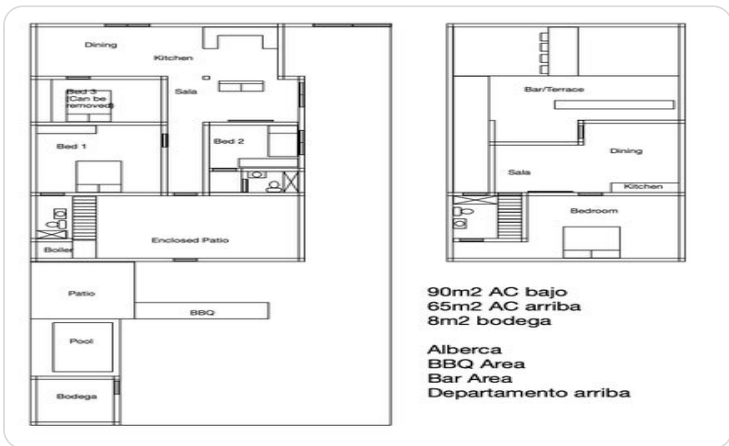 Dining
Kitchen
Bed 3
(Can be
removed)
Sala
Bed 1
Bed 2
Enclosed Patio
Boiler
Patio
BBQ
Pool
Bodega
Bar/Terrace
Dining
Sala
Kitchen
Bedroom
90m2 AC bajo
65m2 AC arriba
8m2 bodega
Alberca
BBQ Area
Bar Area
Departamento arriba